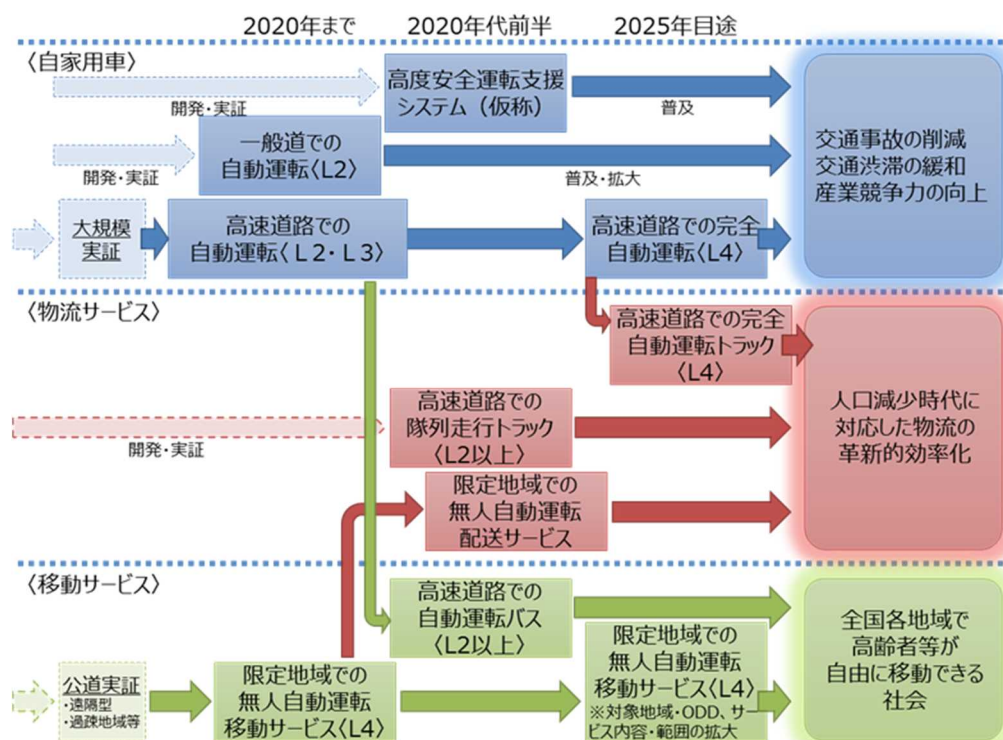 2020年まで
2020年代前半
2025年目途
〈自家用車〉
開発・実証
高度安全運転支援
システム（仮称）
普及
開発・実証
一般道での
自動運転〈L2〉
普及・拡大
大規模
実証
高速道路での
自動運転〈Ｌ２・Ｌ３〉
高速道路での完全
自動運転〈L4〉
交通事故の削減
交通渋滞の緩和
産業競争力の向上
〈物流サービス〉
高速道路での完全
自動運転トラック
〈L4〉
開発・実証
高速道路での
隊列走行トラック
〈L2以上〉
限定地域での
無人自動運転
配送サービス
人口減少時代に
対応した物流の
革新的効率化
〈移動サービス〉
高速道路での
自動運転バス
〈L2以上〉
公道実証
・遠隔型
・過疎地域等
限定地域での
無人自動運転
移動サービス〈L4〉
限定地域での
無人自動運転
移動サービス〈L4〉
※対象地域・ODD、サー
ビス内容・範囲の拡大
全国各地域で
高齢者等が
自由に移動できる
社会